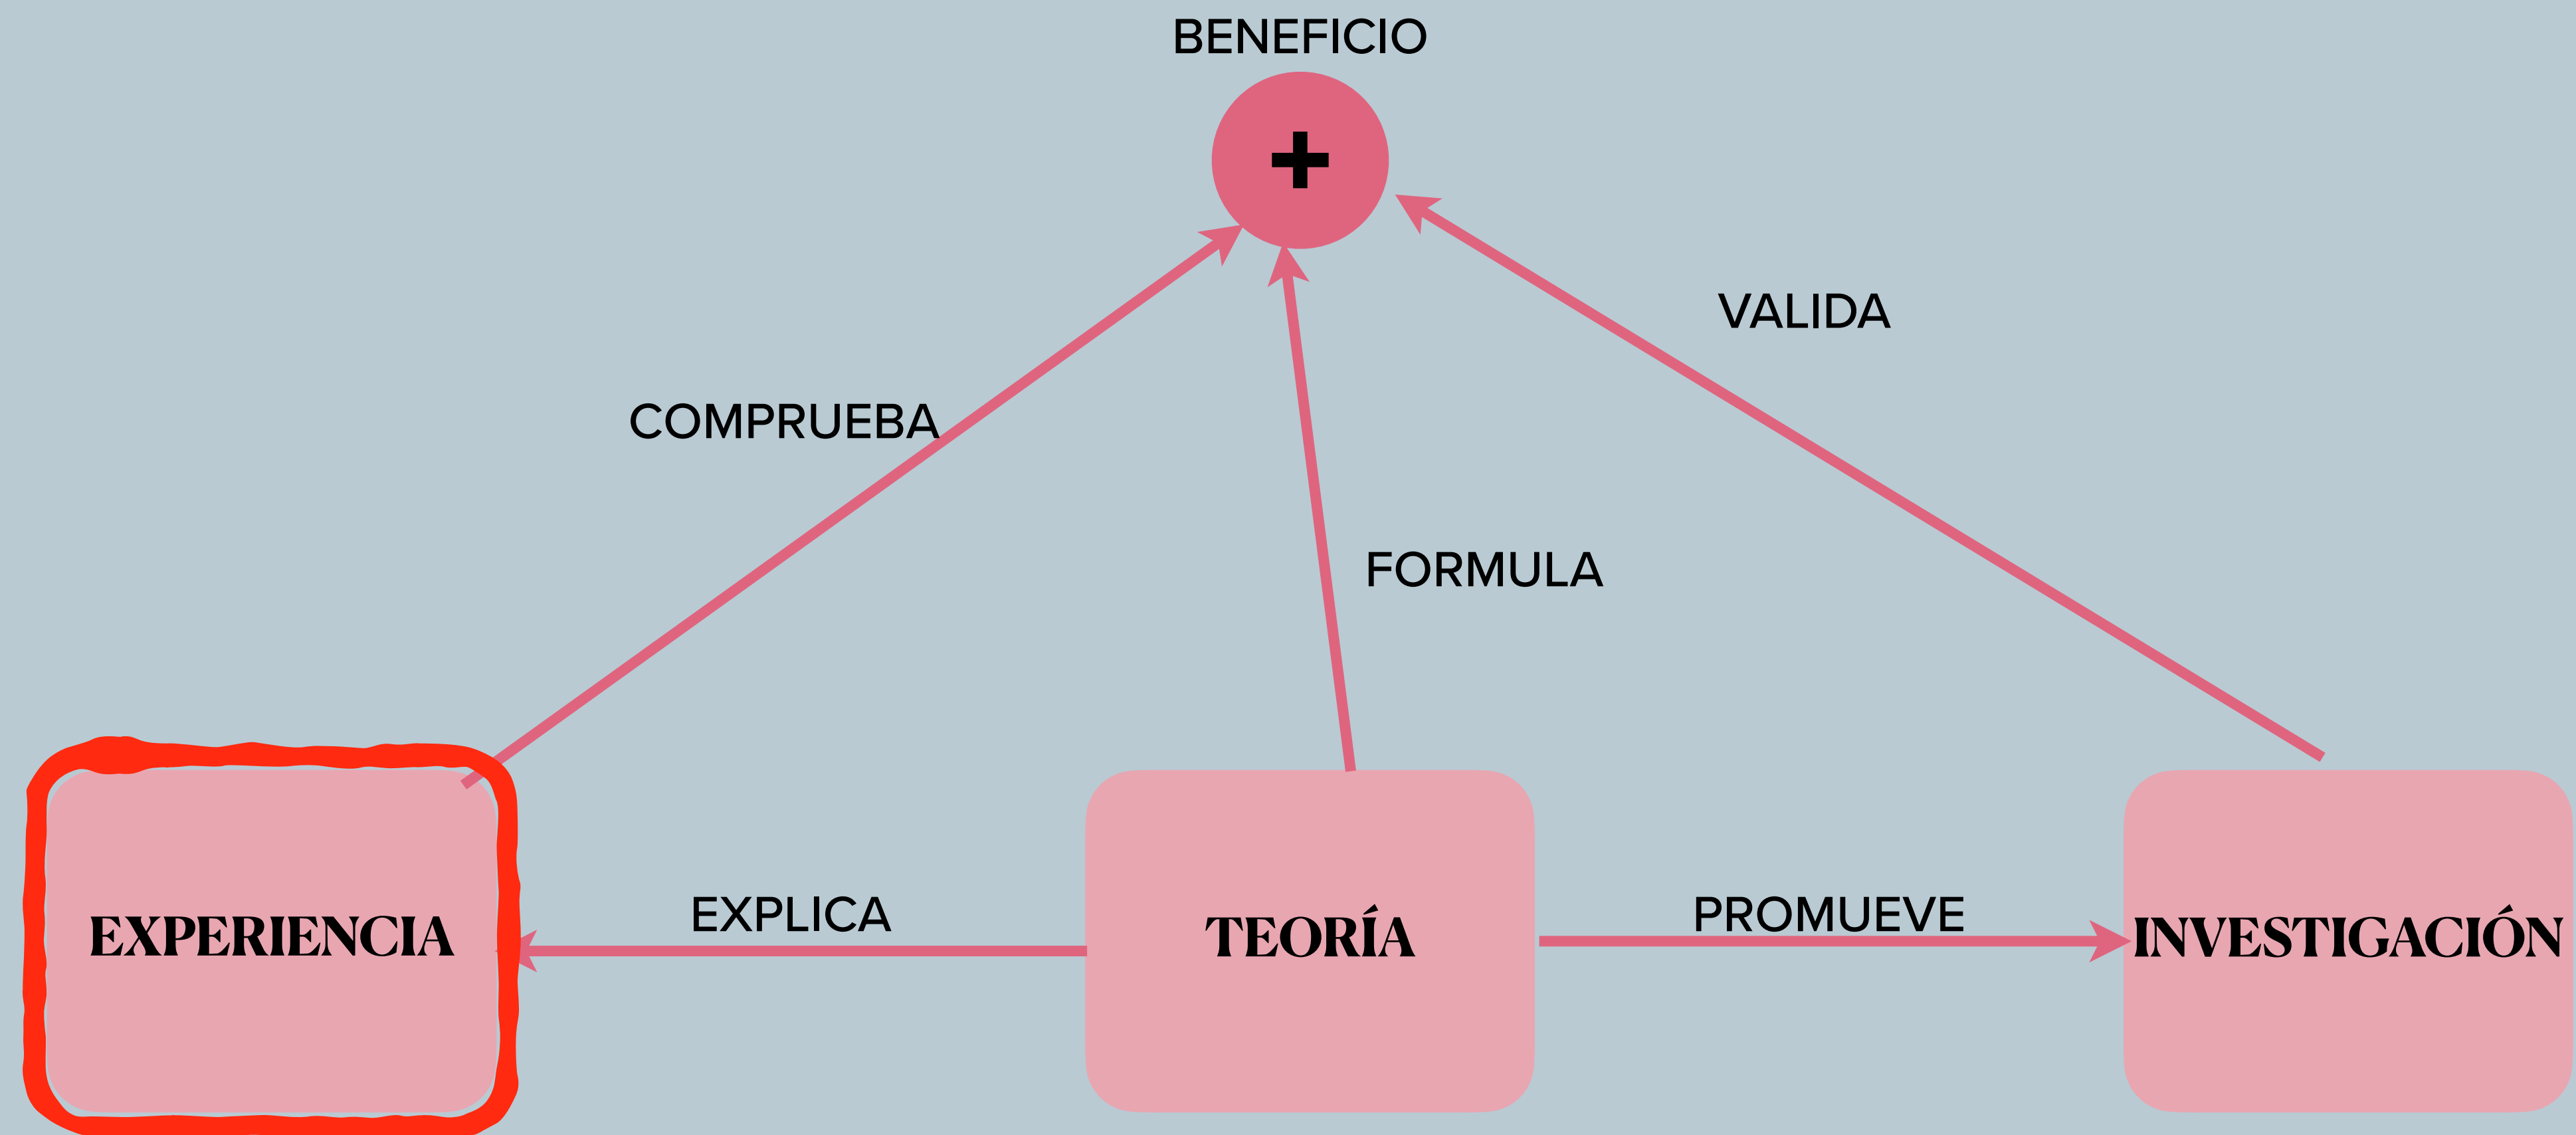 BENEFICIO
+
VALIDA
COMPRUEBA
FORMULA
EXPLICA
PROMUEVE
EXPERIENCIA
TEORÍA
INVESTIGACIÓN